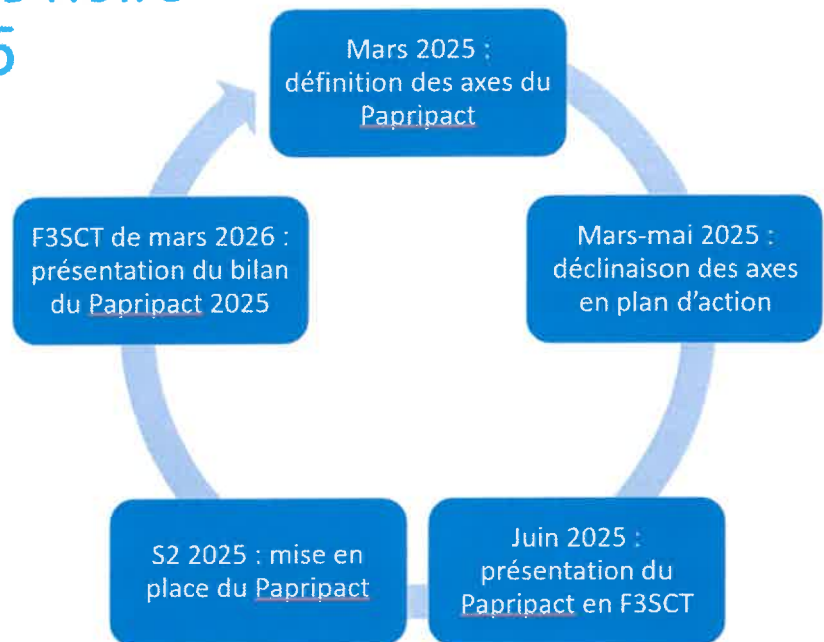 5
Mars 2025 :
définition des axes du
Papripact
Mars-mai 2025 :
déclinaison des axes
en plan d’action
Juin 2025 :
présentation du
Papripact en F3SCT
S2 2025 : mise en
place du Papripact
F3SCT de mars 2026 :
présentation du bilan
du Papripact 2025